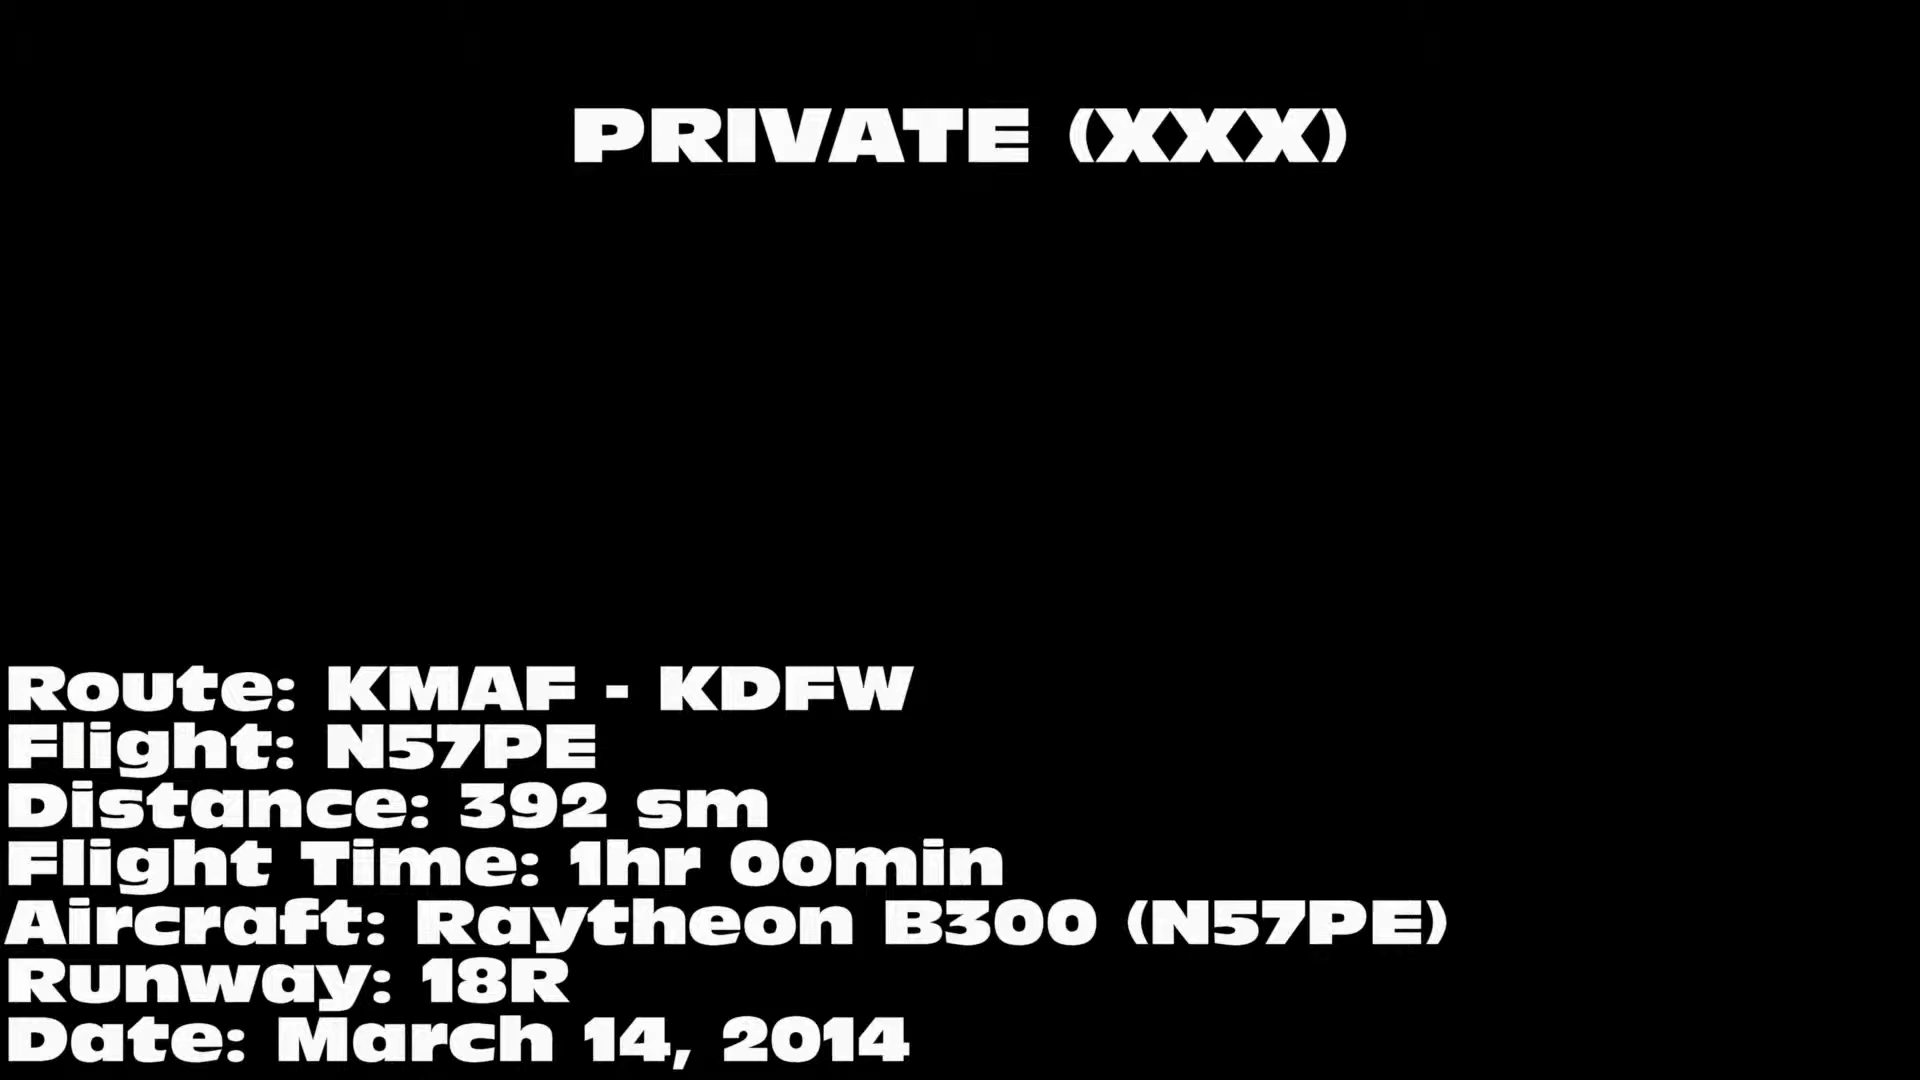 PRIVATE (XXX)
Route: KMAF - KDFW
Flight: N57PE
Distance: 392 sm
Flight Time: 1hr 00min
Aircraft: Raytheon B300 (N57PE)
Runway: 18R
Date: March 14, 2014